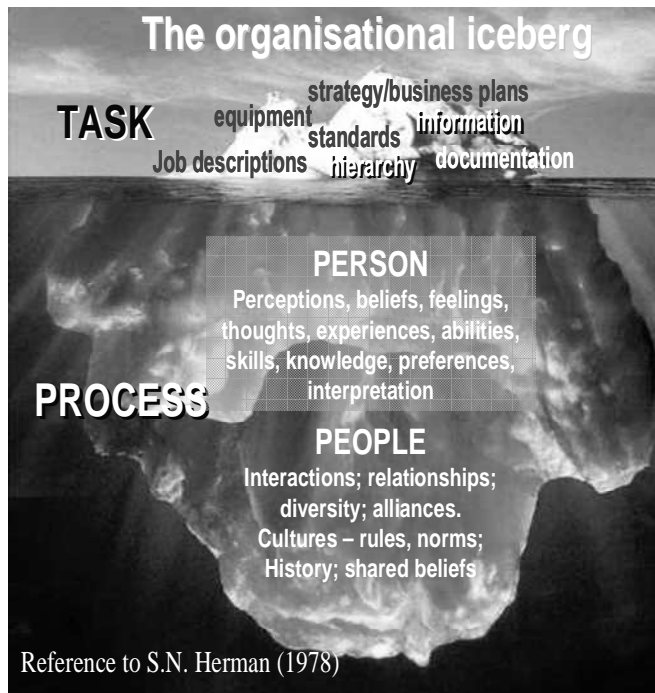 The organisational iceberg
TASK
strategy/business plans
equipment
information
standards
Job descriptions
hierarchy
documentation
PERSON
Perceptions, beliefs, feelings,
thoughts, experiences, abilities,
skills, knowledge, preferences,
interpretation
PROCESS
PEOPLE
Interactions; relationships;
diversity; alliances.
Cultures – rules, norms;
History; shared beliefs
Reference to S.N. Herman (1978)